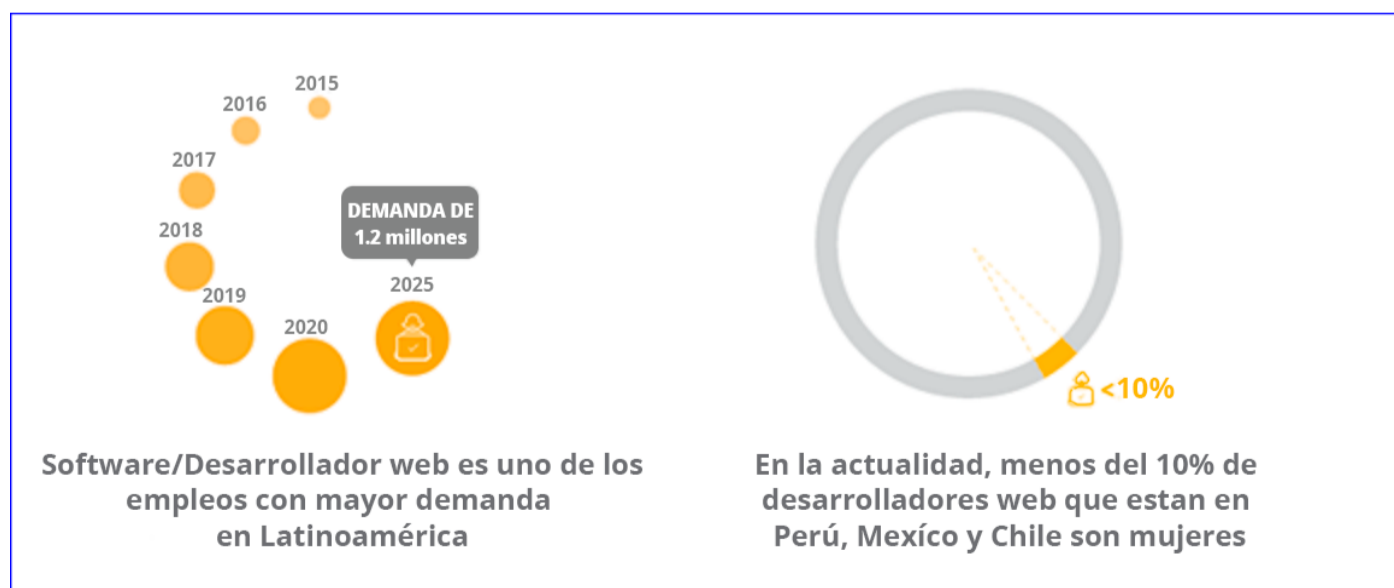 2015
2016
2017
2018
2019
2020
DEMANDA DE
1.2 millones
2025
Software/Desarrollador web es uno de los
empleos con mayor demanda
en Latinoamérica
<10%
En la actualidad, menos del 10% de
desarrolladores web que estan en
Perú, Mexíco y Chile son mujeres